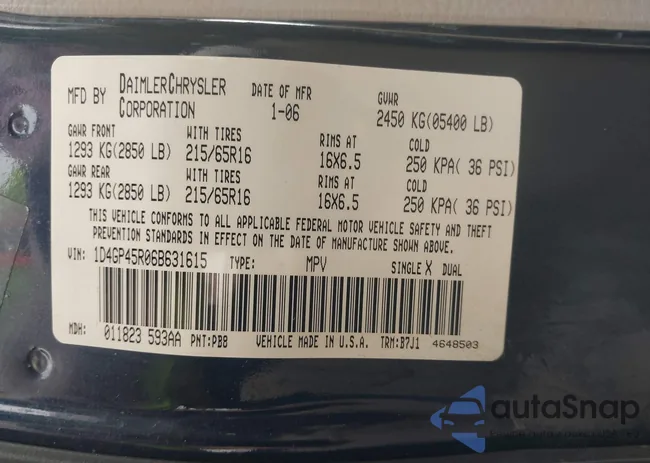 MFD BY DAIMLERCHRYSLER CORPORATION DATE OF MFR 1-06 GVWR 2450 KG(05400 LB)
GAWR FRONT WITH TIRES RIMS AT COLD
1293 KG(2850 LB) 215/65R16 16X6.5 250 KPA( 36 PSI)
GAWR REAR WITH TIRES RIMS AT COLD
1293 KG(2850 LB) 215/65R16 16X6.5 250 KPA( 36 PSI)
THIS VEHICLE CONFORMS TO ALL APPLICABLE FEDERAL MOTOR VEHICLE SAFETY AND THEFT
PREVENTION STANDARDS IN EFFECT ON THE DATE OF MANUFACTURE SHOWN ABOVE.
VIN: 1D4GP45R06B631615 TYPE: MPV SINGLE X DUAL
MDH: 011823 593AA PNT:PB8 VEHICLE MADE IN U.S.A. TRM:B7J1 4648503
autaSnap